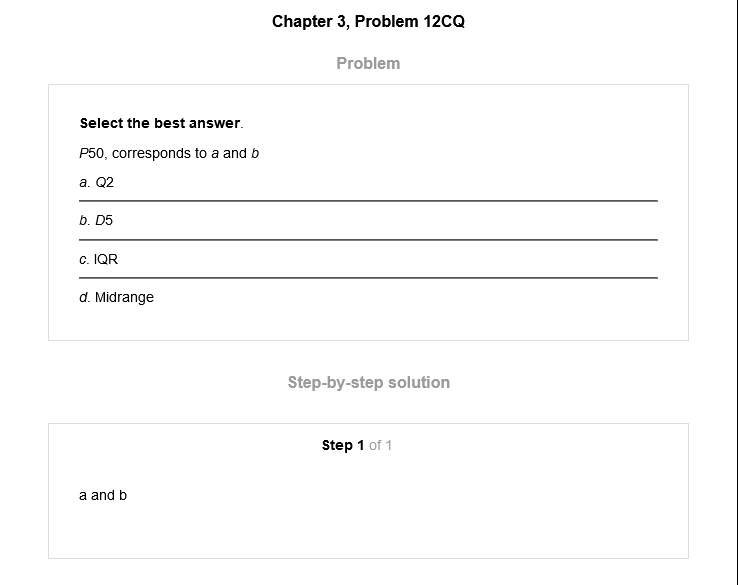 Chapter 3, Problem 12CQ
Problem
Select the best answer.
P50, corresponds to a and b
a. Q2
b. D5
c. IQR
d. Midrange
Step-by-step solution
Step 1 of 1
a and b